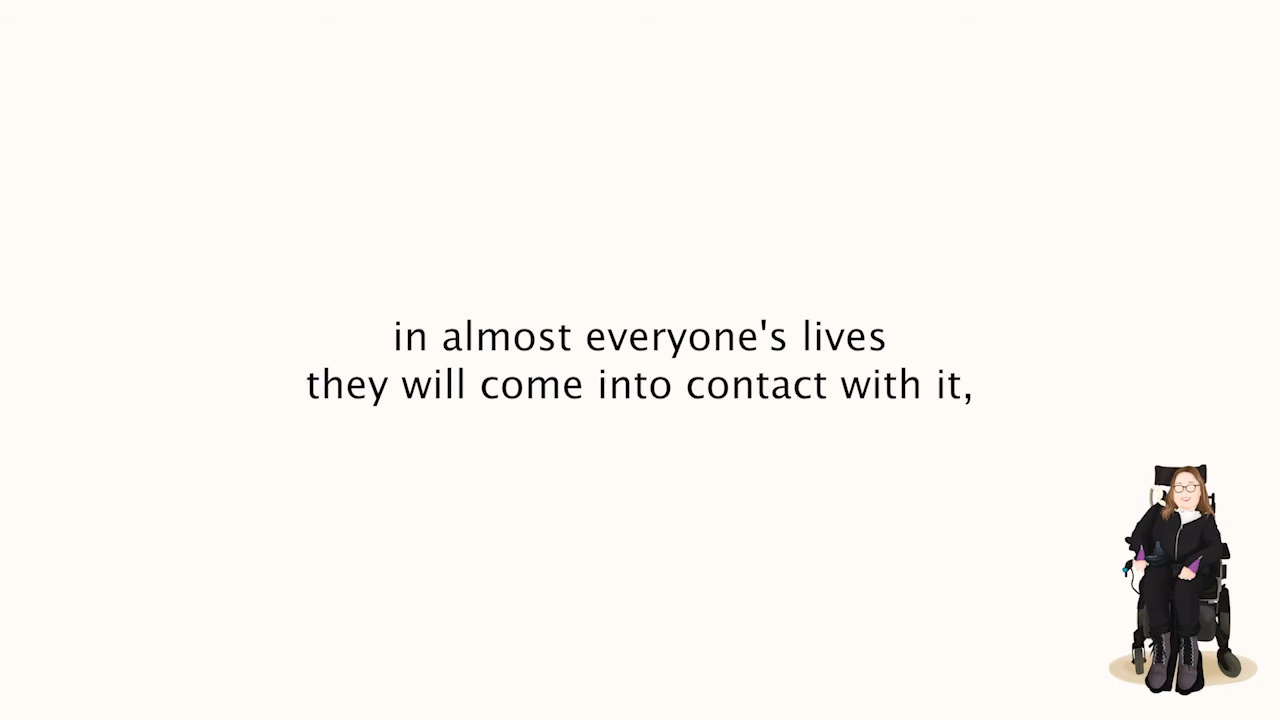 in almost everyone's lives
they will come into contact with it,